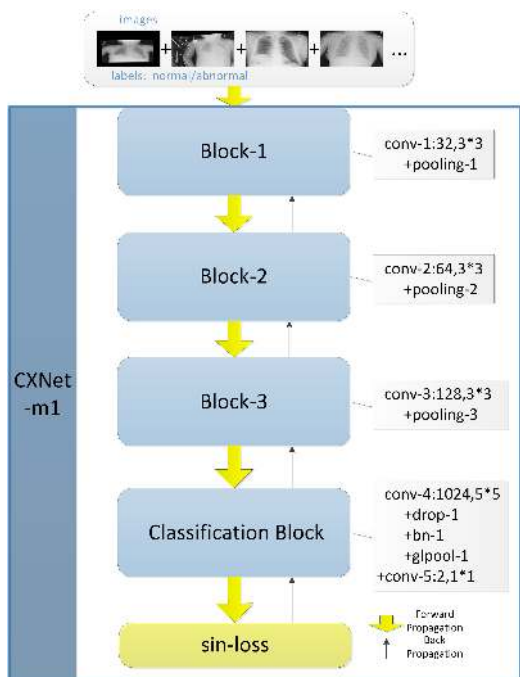 images
+ + + ...
labels: normal/abnormal
CXNet
-m1
Block-1
conv-1:32,3*3
+pooling-1
Block-2
conv-2:64,3*3
+pooling-2
Block-3
conv-3:128,3*3
+pooling-3
Classification Block
conv-4:1024,5*5
+drop-1
+bn-1
+glpool-1
+conv-5:2,1*1
sin-loss
Forward
Propagation
Back
Propagation